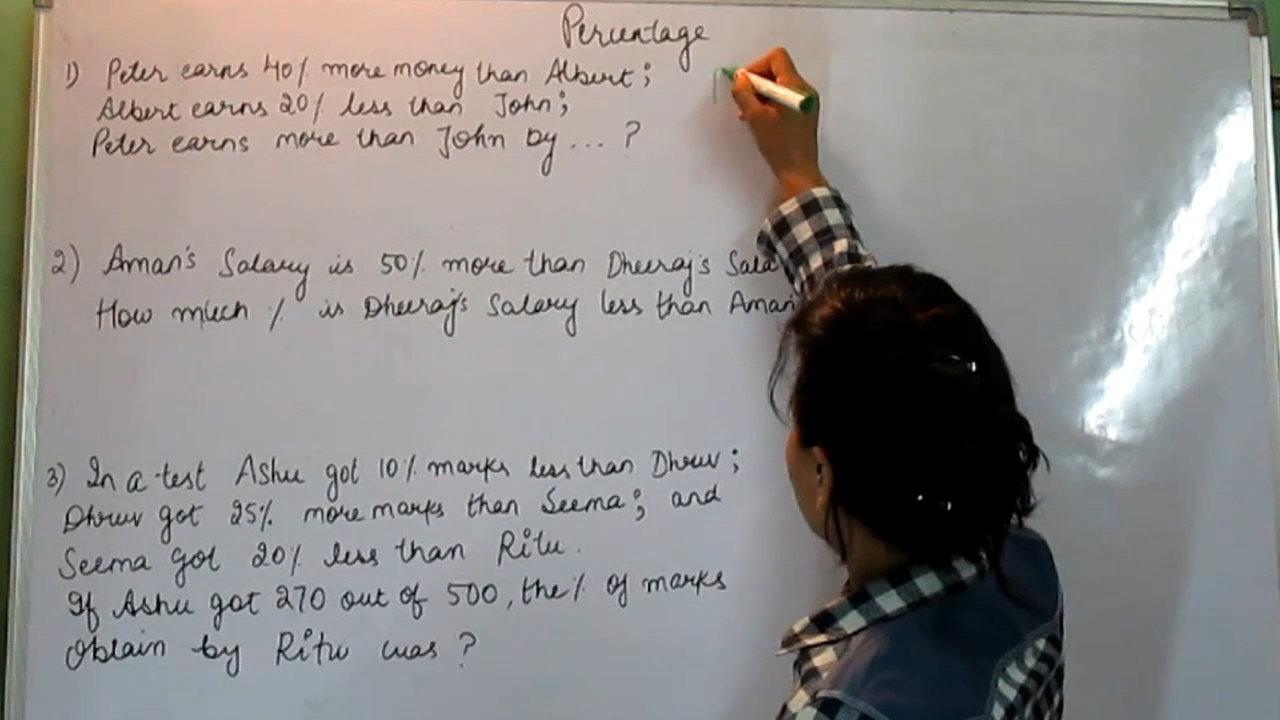 Percentage
1) Peter earns 40% more money than Albert;
Albert earns 20% less than John;
Peter earns more than John by ... ?
2) Aman's Salary is 50% more than Dheeraj's Sala
How much % is Dheeraj's Salary less than Aman
3) In a test Ashu got 10% marks less than Dhruv;
Dhruv got 25% more marks than Seema; and
Seema got 20% less than Ritu.
If Ashu got 270 out of 500, the % of marks
Obtain by Ritu was ?